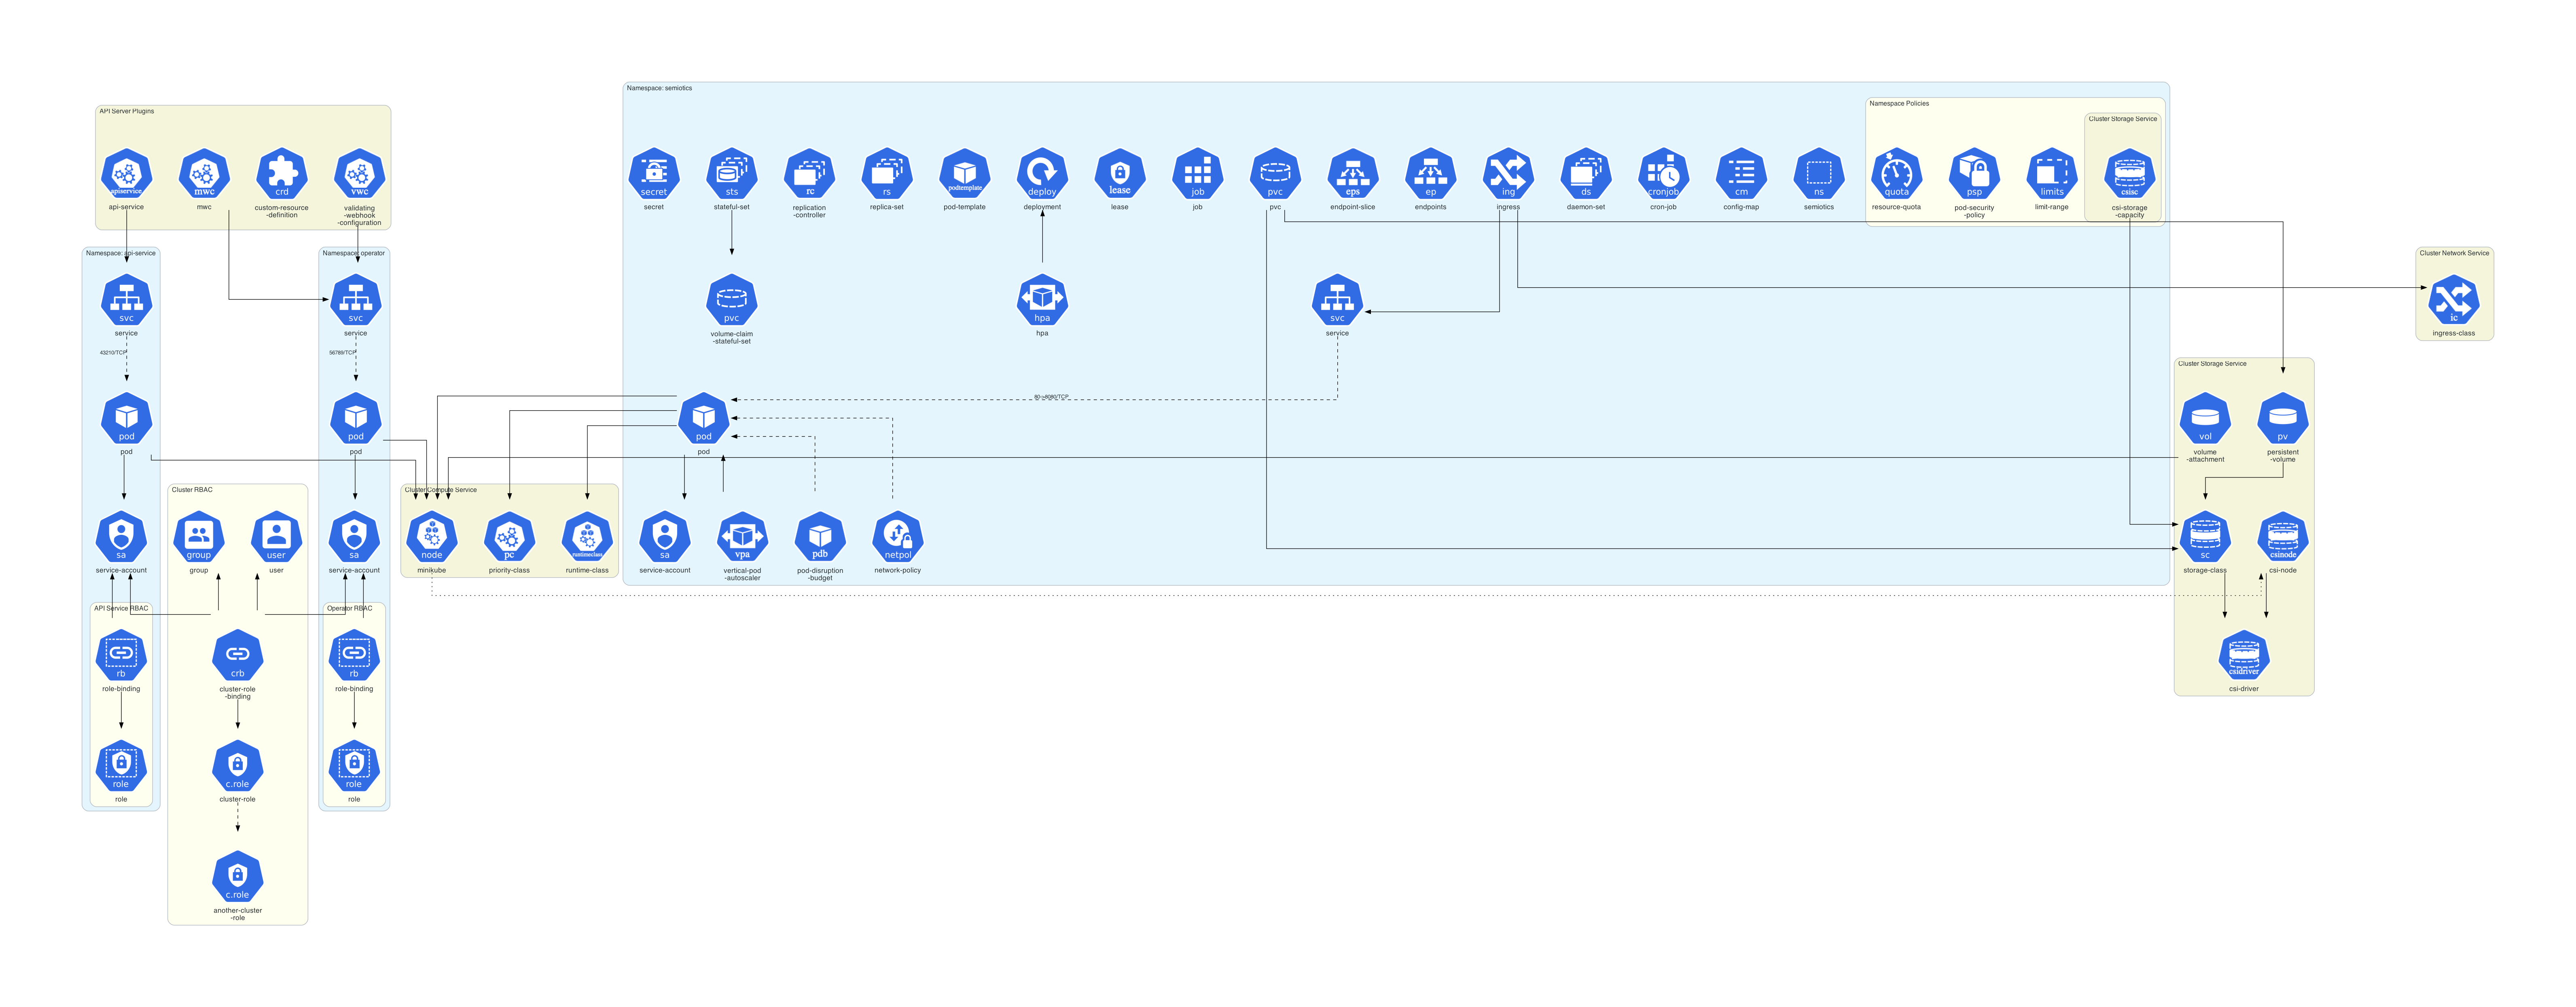 Namespace: semiotics
Namespace Policies
API Server Plugins
Cluster Storage Service
apiservice
mwc
crd
vwc
secret
sts
rc
rs
podtemplate
deploy
lease
job
pvc
eps
ep
ing
ds
cronjob
cm
ns
quota
psp
limits
csisc
api-service
mwc
custom-resource
-definition
validating
-webhook
-configuration
secret
stateful-set
replication
-controller
replica-set
pod-template
deployment
lease
job
pvc
endpoint-slice
endpoints
ingress
daemon-set
cron-job
config-map
semiotics
resource-quota
pod-security
-policy
limit-range
csi-storage
-capacity
Namespace: api-service
Namespace: operator
Cluster Network Service
svc
svc
pvc
hpa
svc
ic
service
service
volume-claim
-stateful-set
hpa
service
ingress-class
43210/TCP
56789/TCP
Cluster Storage Service
80->8080/TCP
pod
pod
pod
vol
pv
pod
pod
pod
volume
-attachment
persistent
-volume
Cluster RBAC
Cluster Compute Service
sa
group
user
sa
node
pc
runtimeclass
sa
vpa
pdb
netpol
sc
csinode
service-account
group
user
service-account
minikube
priority-class
runtime-class
service-account
vertical-pod
-autoscaler
pod-disruption
-budget
network-policy
storage-class
csi-node
API Service RBAC
Operator RBAC
rb
crb
rb
csidriver
role-binding
cluster-role
-binding
role-binding
csi-driver
role
c.role
role
role
cluster-role
role
c.role
another-cluster
-role